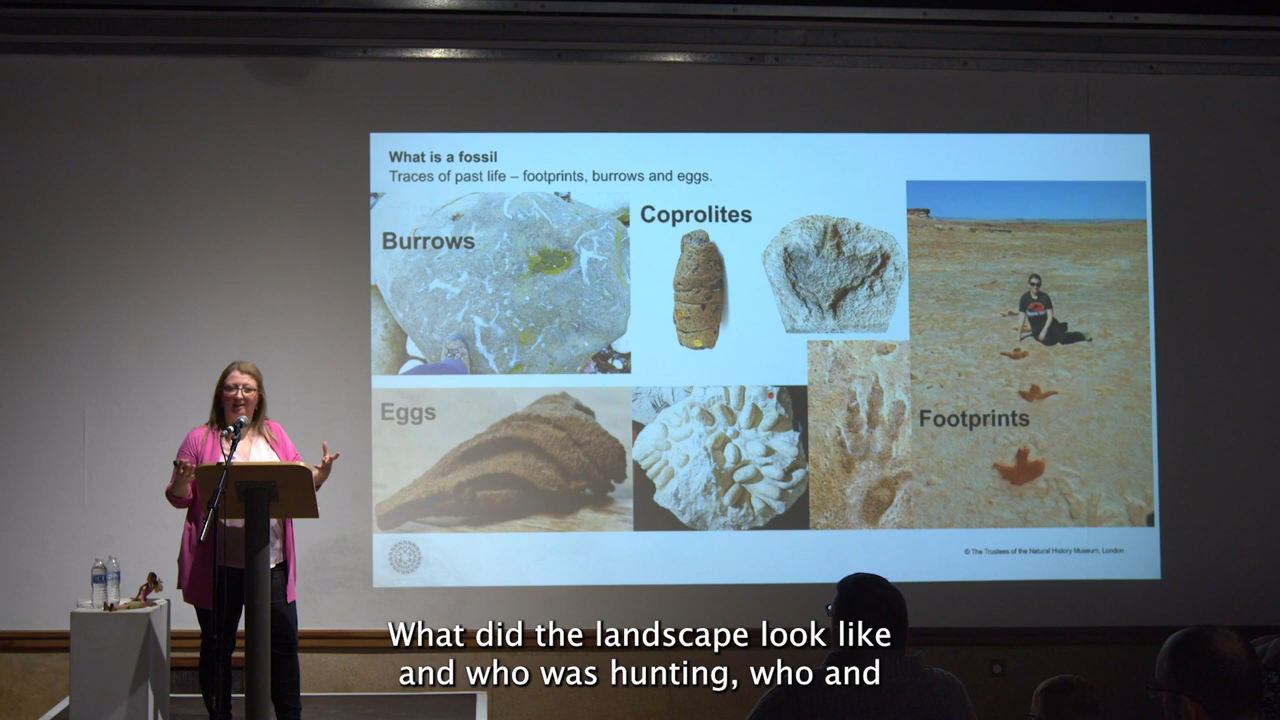 What is a fossil
Traces of past life – footprints, burrows and eggs.
Burrows
Coprolites
Eggs
Footprints
© The Trustees of the Natural History Museum, London
What did the landscape look like
and who was hunting, who and